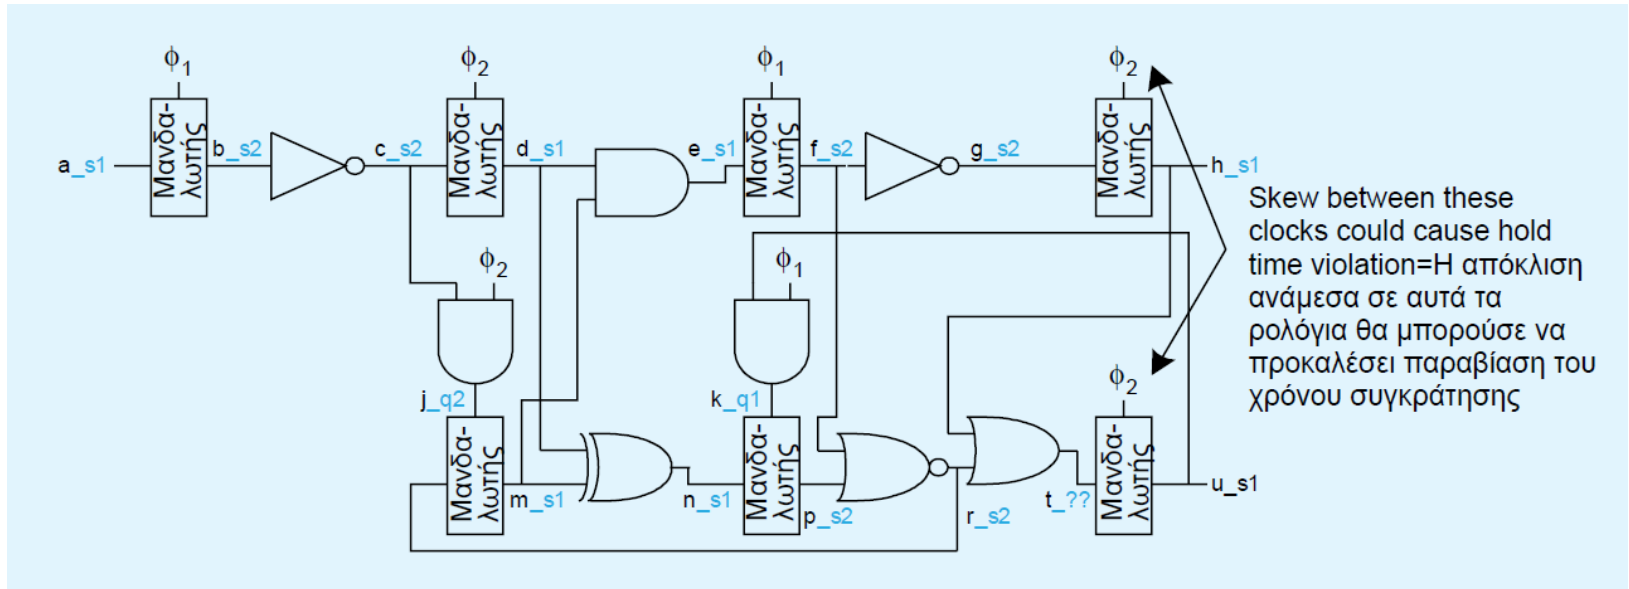 ϕ1
ϕ2
ϕ1
ϕ2
Μανδα-
λωτής
Μανδα-
λωτής
Μανδα-
λωτής
Μανδα-
λωτής
a_s1
b_s2
c_s2
d_s1
e_s1
f_s2
g_s2
h_s1
Skew between these
clocks could cause hold
time violation=Η απόκλιση
ανάμεσα σε αυτά τα
ρολόγια θα μπορούσε να
προκαλέσει παραβίαση του
χρόνου συγκράτησης
ϕ2
ϕ1
ϕ2
j_q2
k_q1
Μανδα-
λωτής
Μανδα-
λωτής
Μανδα-
λωτής
m_s1
n_s1
p_s2
r_s2
t_??
u_s1